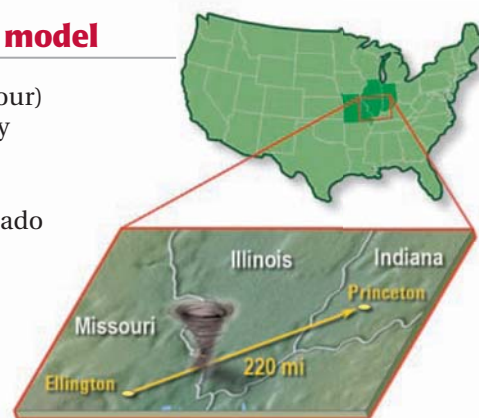 model
our)
y
ado
Illinois
Indiana
Princeton
Missouri
220 mi
Ellington